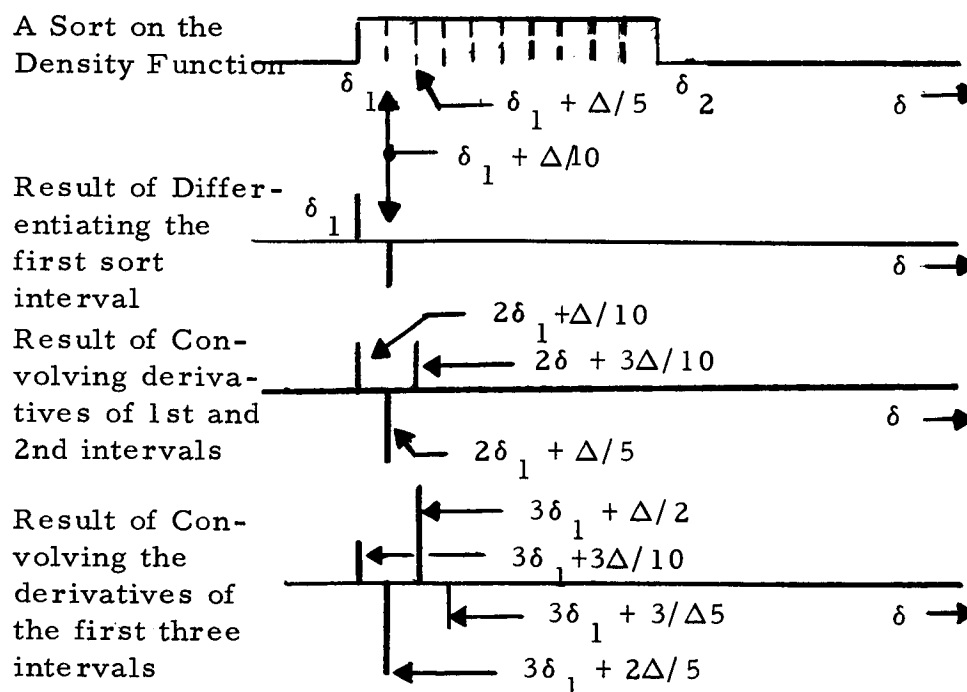 A Sort on the
Density Function
δ 1
δ 1 + Δ/5
δ 2
δ
δ 1 + Δ/10
Result of Differ-
entiating the
first sort
interval
δ 1
δ
Result of Con-
volving deriva-
tives of 1st and
2nd intervals
2δ 1 +Δ/10
2δ + 3Δ/10
δ
2δ 1 + Δ/5
Result of Con-
volving the
derivatives of
the first three
intervals
3δ 1 + Δ/2
3δ 1 +3Δ/10
3δ 1 + 3/Δ5
δ
3δ 1 + 2Δ/5